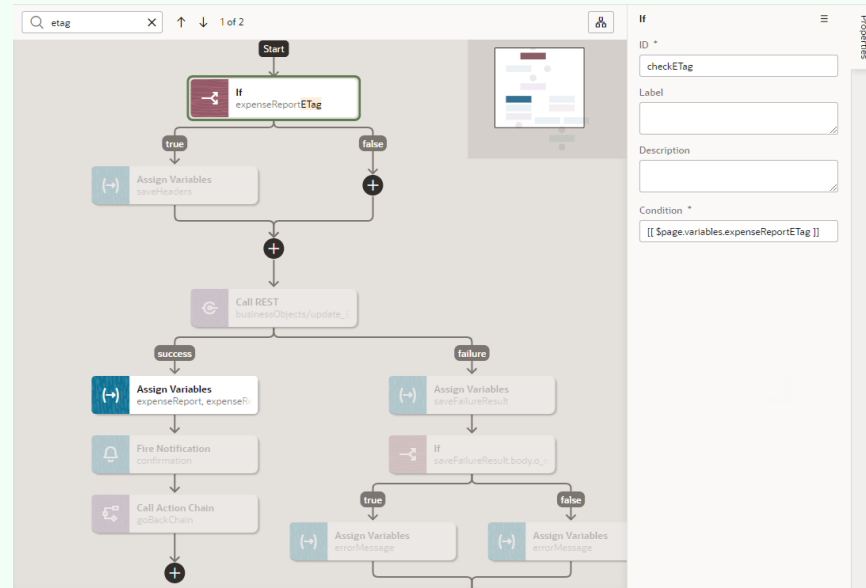 etag
1 of 2
Start
If
expenseReportETag
true
false
Assign Variables
saveHeaders
Call REST
businessObjects/update_
success
failure
Assign Variables
expenseReport, expenseR
Assign Variables
saveFailureResult
Fire Notification
confirmation
If
saveFailureResult.body.o_
Call Action Chain
goBackChain
true
false
Assign Variables
errorMessage
Assign Variables
errorMessage
If
ID *
checkETag
Label
Description
Condition *
[[ $page.variables.expenseReportETag ]]
Properties